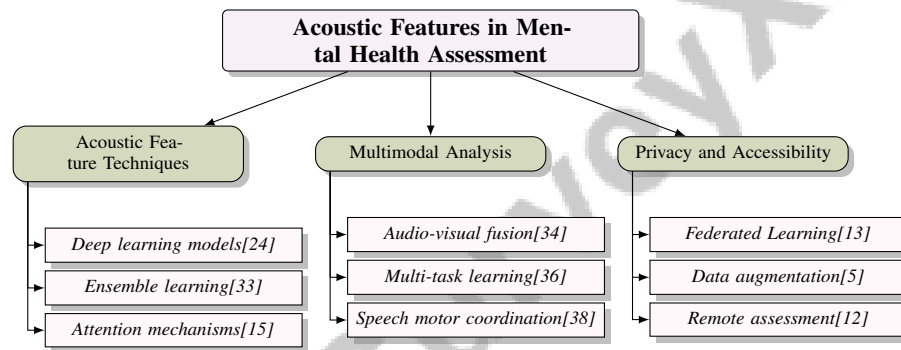 Acoustic Features in Men-
tal Health Assessment
Acoustic Fea-
ture Techniques
Multimodal Analysis
Privacy and Accessibility
Deep learning models[24]
Ensemble learning[33]
Attention mechanisms[15]
Audio-visual fusion[34]
Multi-task learning[36]
Speech motor coordination[38]
Federated Learning[13]
Data augmentation[5]
Remote assessment[12]